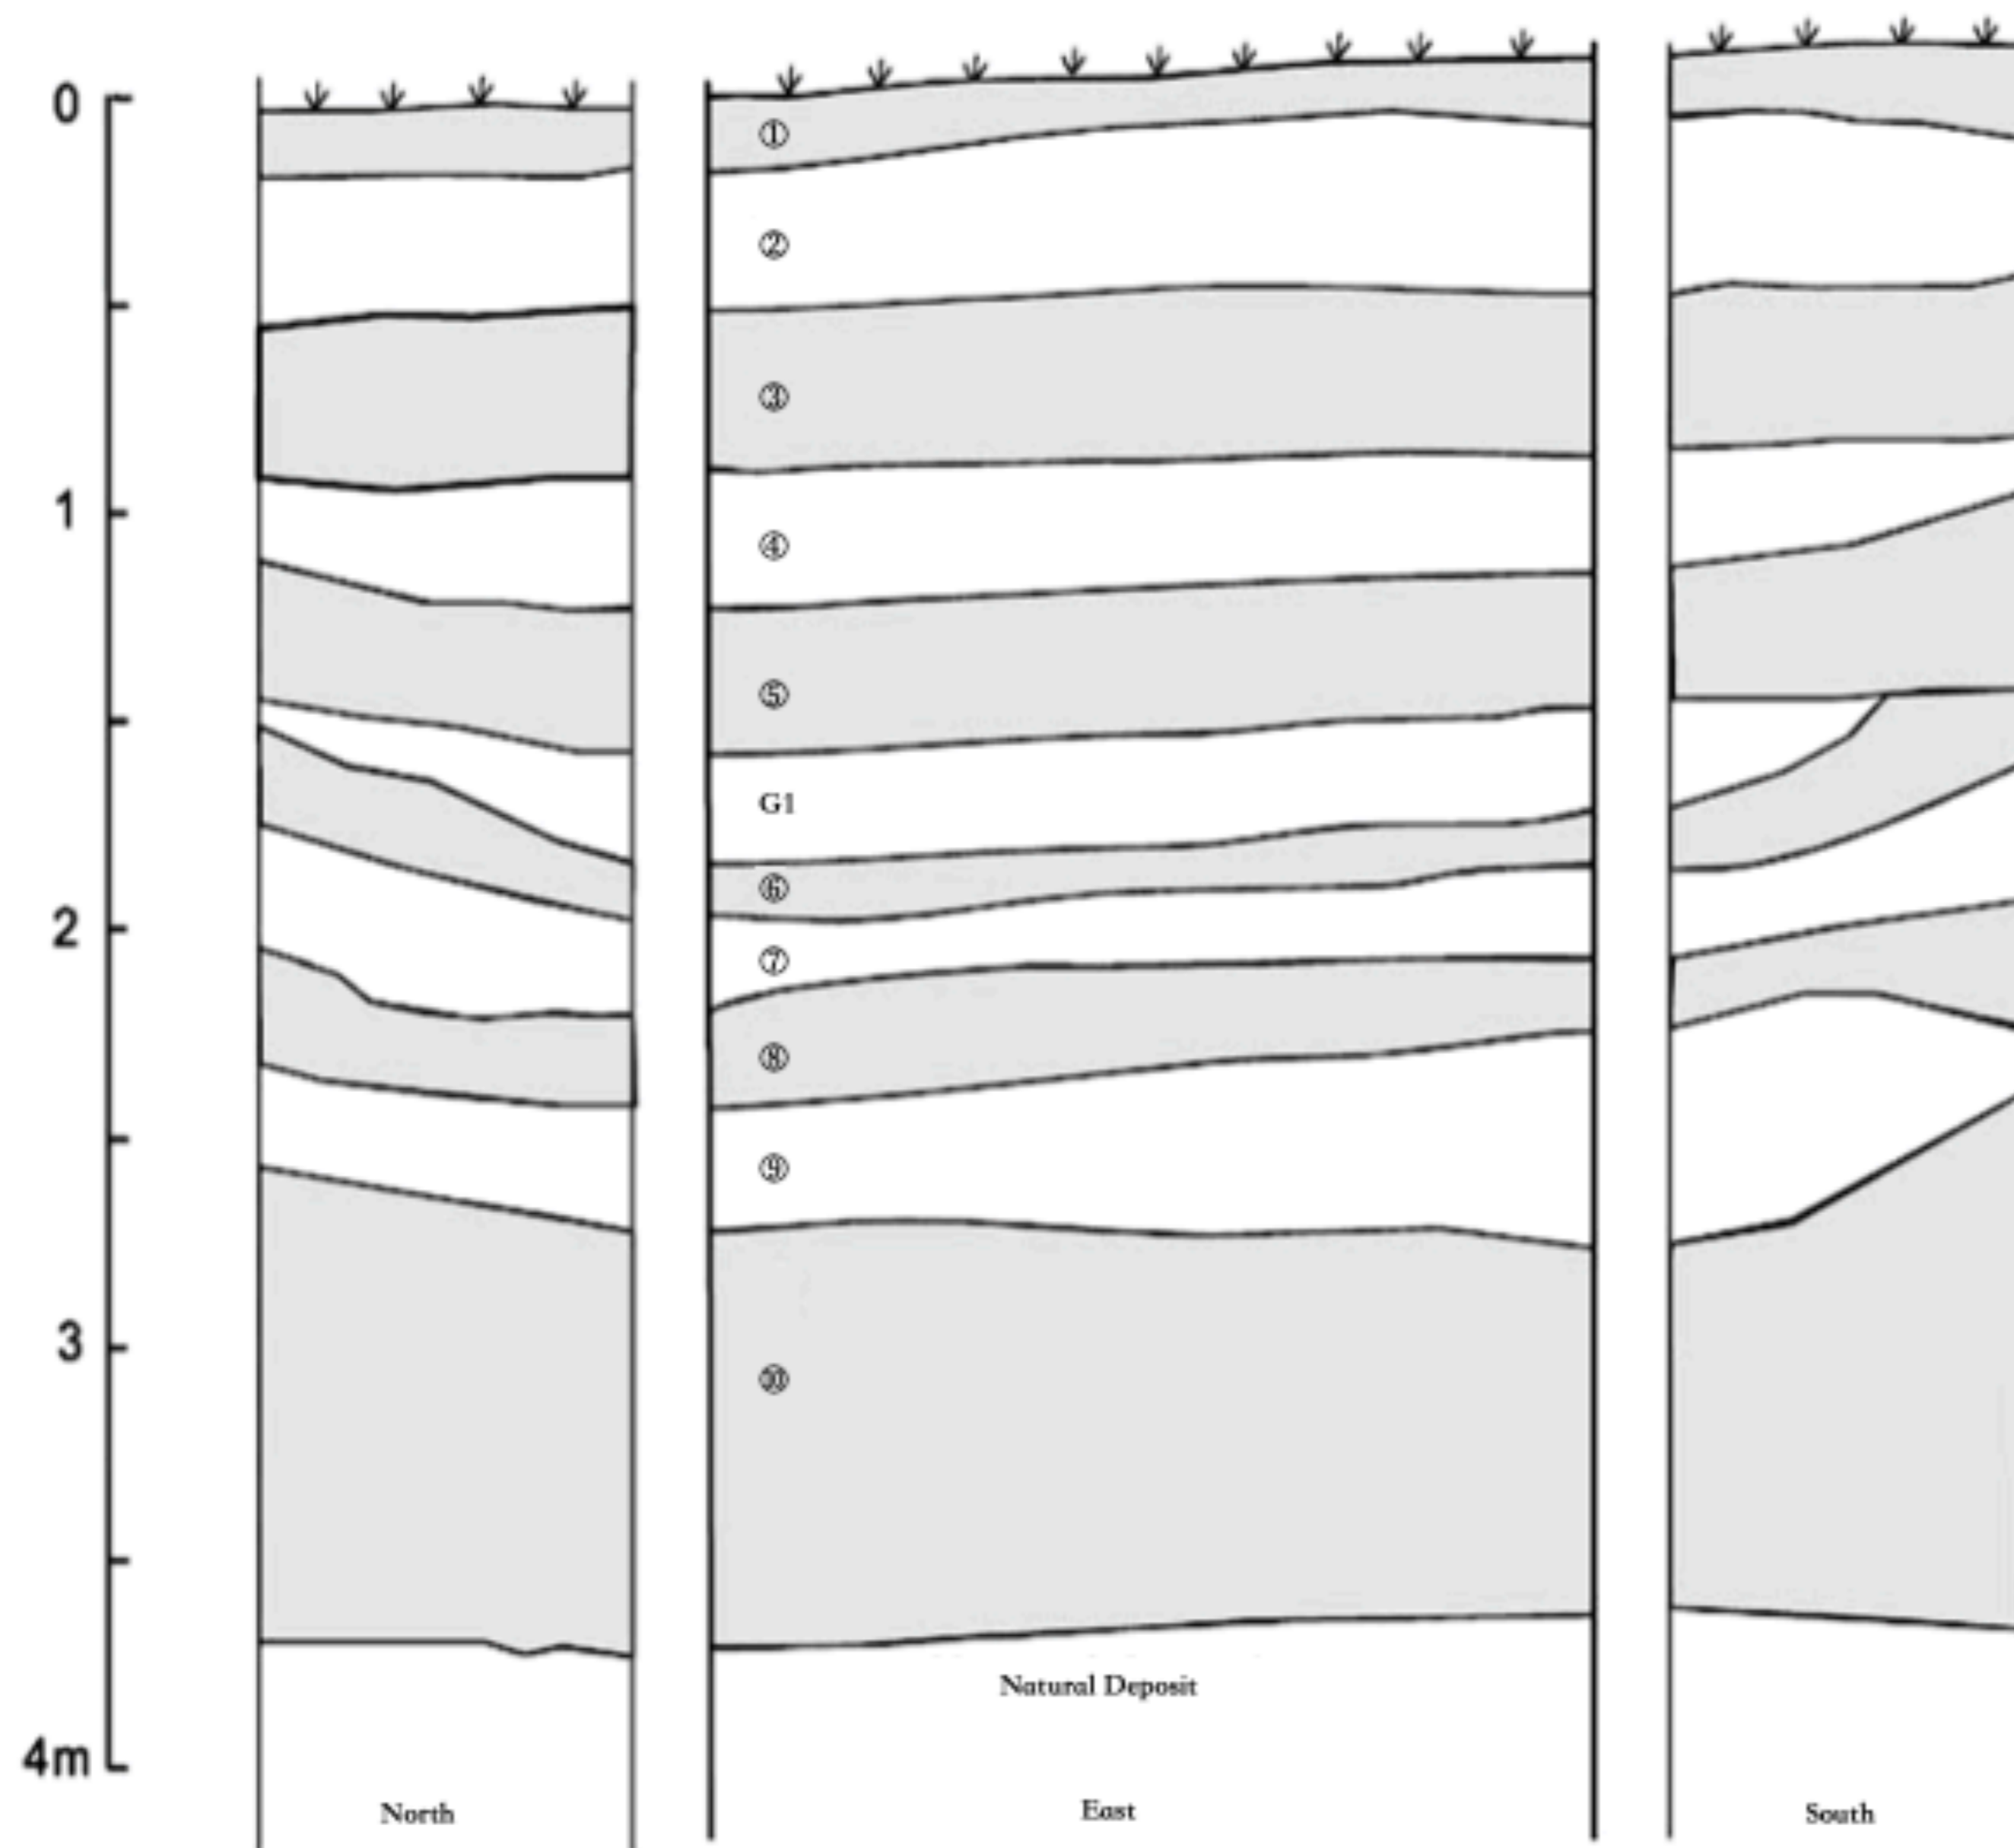 0
1
2
3
4m
①
②
③
④
⑤
G1
⑥
⑦
⑧
⑨
⑩
Natural Deposit
North
East
South